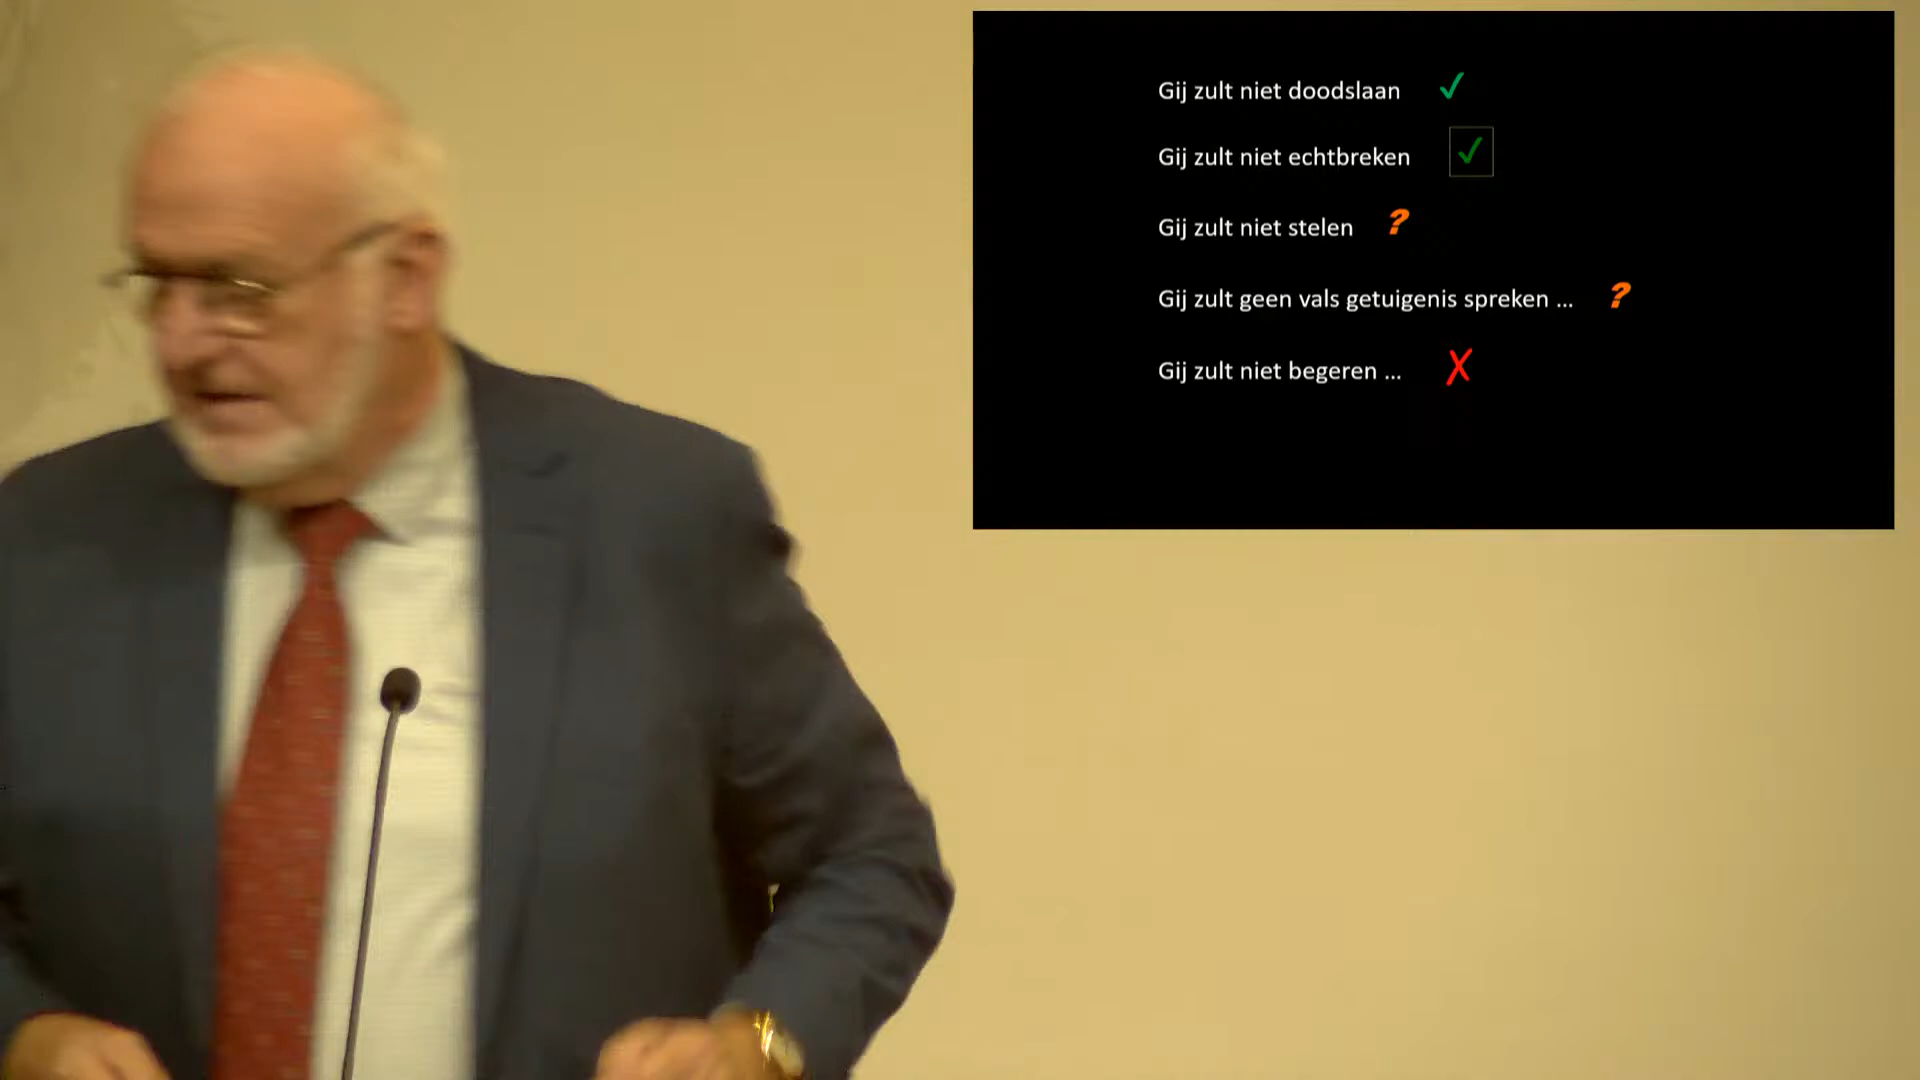 Gij zult niet doodslaan ✓
Gij zult niet echtbreken ✓
Gij zult niet stelen ?
Gij zult geen vals getuigenis spreken ... ?
Gij zult niet begeren ... ✗